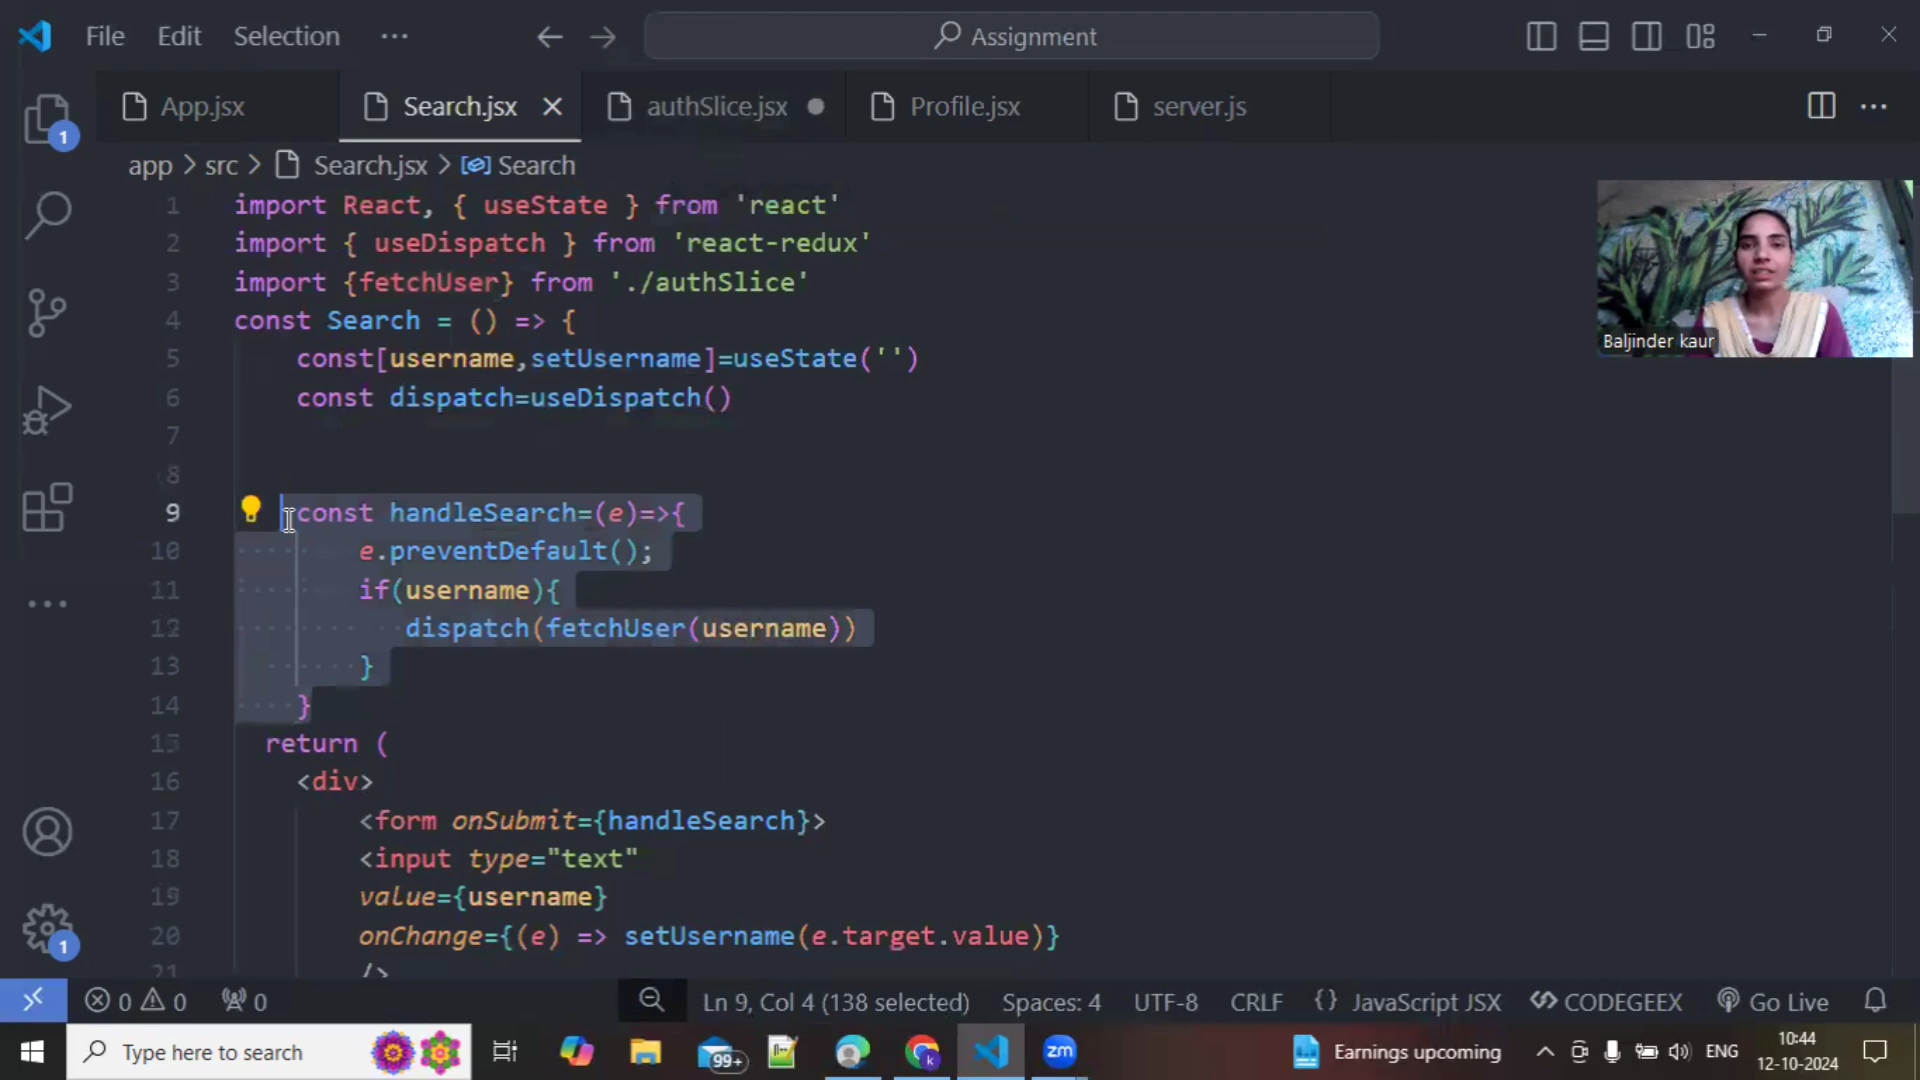 File Edit Selection ···
Assignment
App.jsx Search.jsx authSlice.jsx Profile.jsx server.js
app > src > Search.jsx > Search
1 import React, { useState } from 'react'
2 import { useDispatch } from 'react-redux'
3 import {fetchUser} from './authSlice'
4 const Search = () => {
5 const[username,setUsername]=useState('')
6 const dispatch=useDispatch()
7
8
9 const handleSearch=(e)=>{
10 e.preventDefault();
11 if(username){
12 dispatch(fetchUser(username))
13 }
14 }
15 return (
16 <div>
17 <form onSubmit={handleSearch}>
18 <input type="text"
19 value={username}
20 onChange={(e) => setUsername(e.target.value)}
21 />
1
1
Baljinder kaur
0 0 0 Ln 9, Col 4 (138 selected) Spaces: 4 UTF-8 CRLF {} JavaScript JSX CODEGEEX Go Live
Type here to search 99+ k zm Earnings upcoming ENG 10:44
12-10-2024